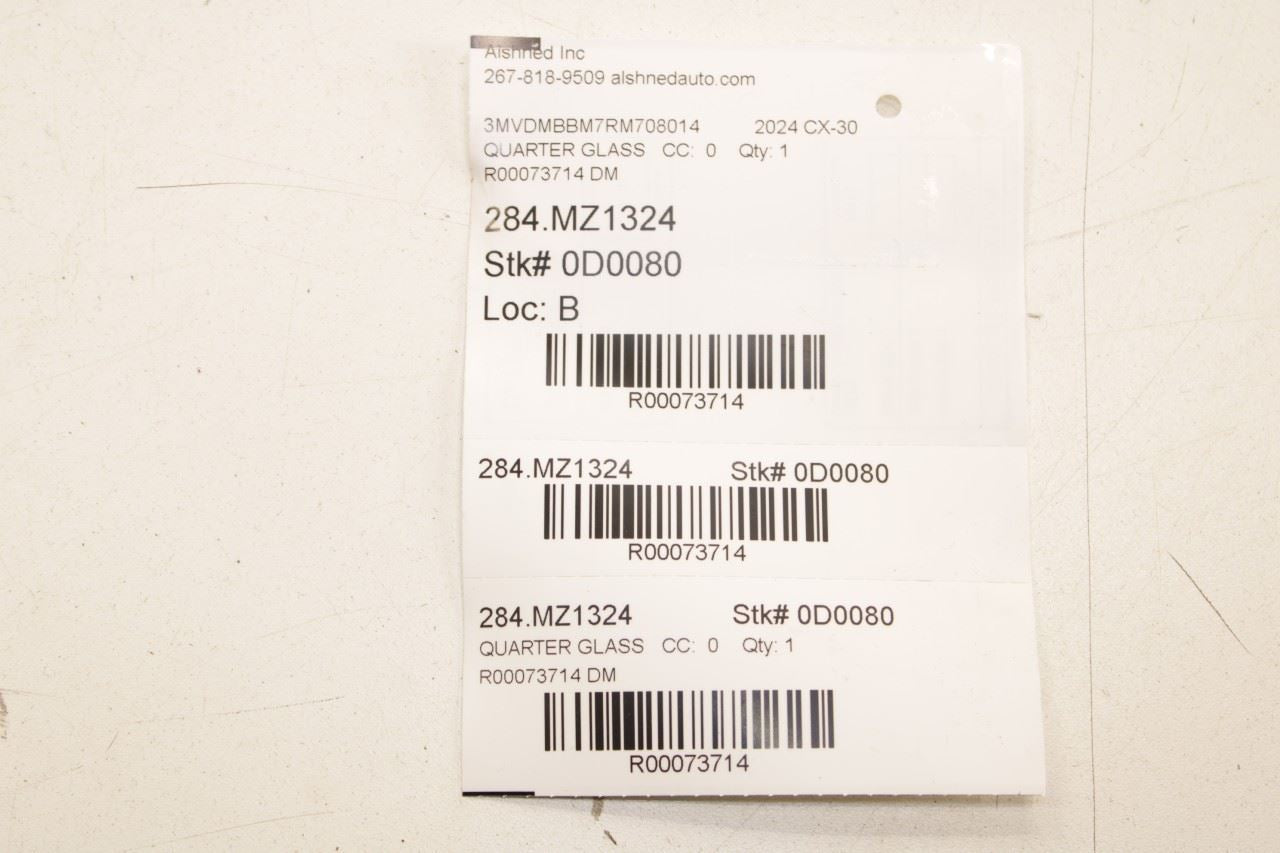 Alshned Inc
267-818-9509 alshnedauto.com
3MVDMBBM7RM708014 2024 CX-30
QUARTER GLASS CC: 0 Qty: 1
R00073714 DM
284.MZ1324
Stk# 0D0080
Loc: B
R00073714
284.MZ1324 Stk# 0D0080
R00073714
284.MZ1324 Stk# 0D0080
QUARTER GLASS CC: 0 Qty: 1
R00073714 DM
R00073714